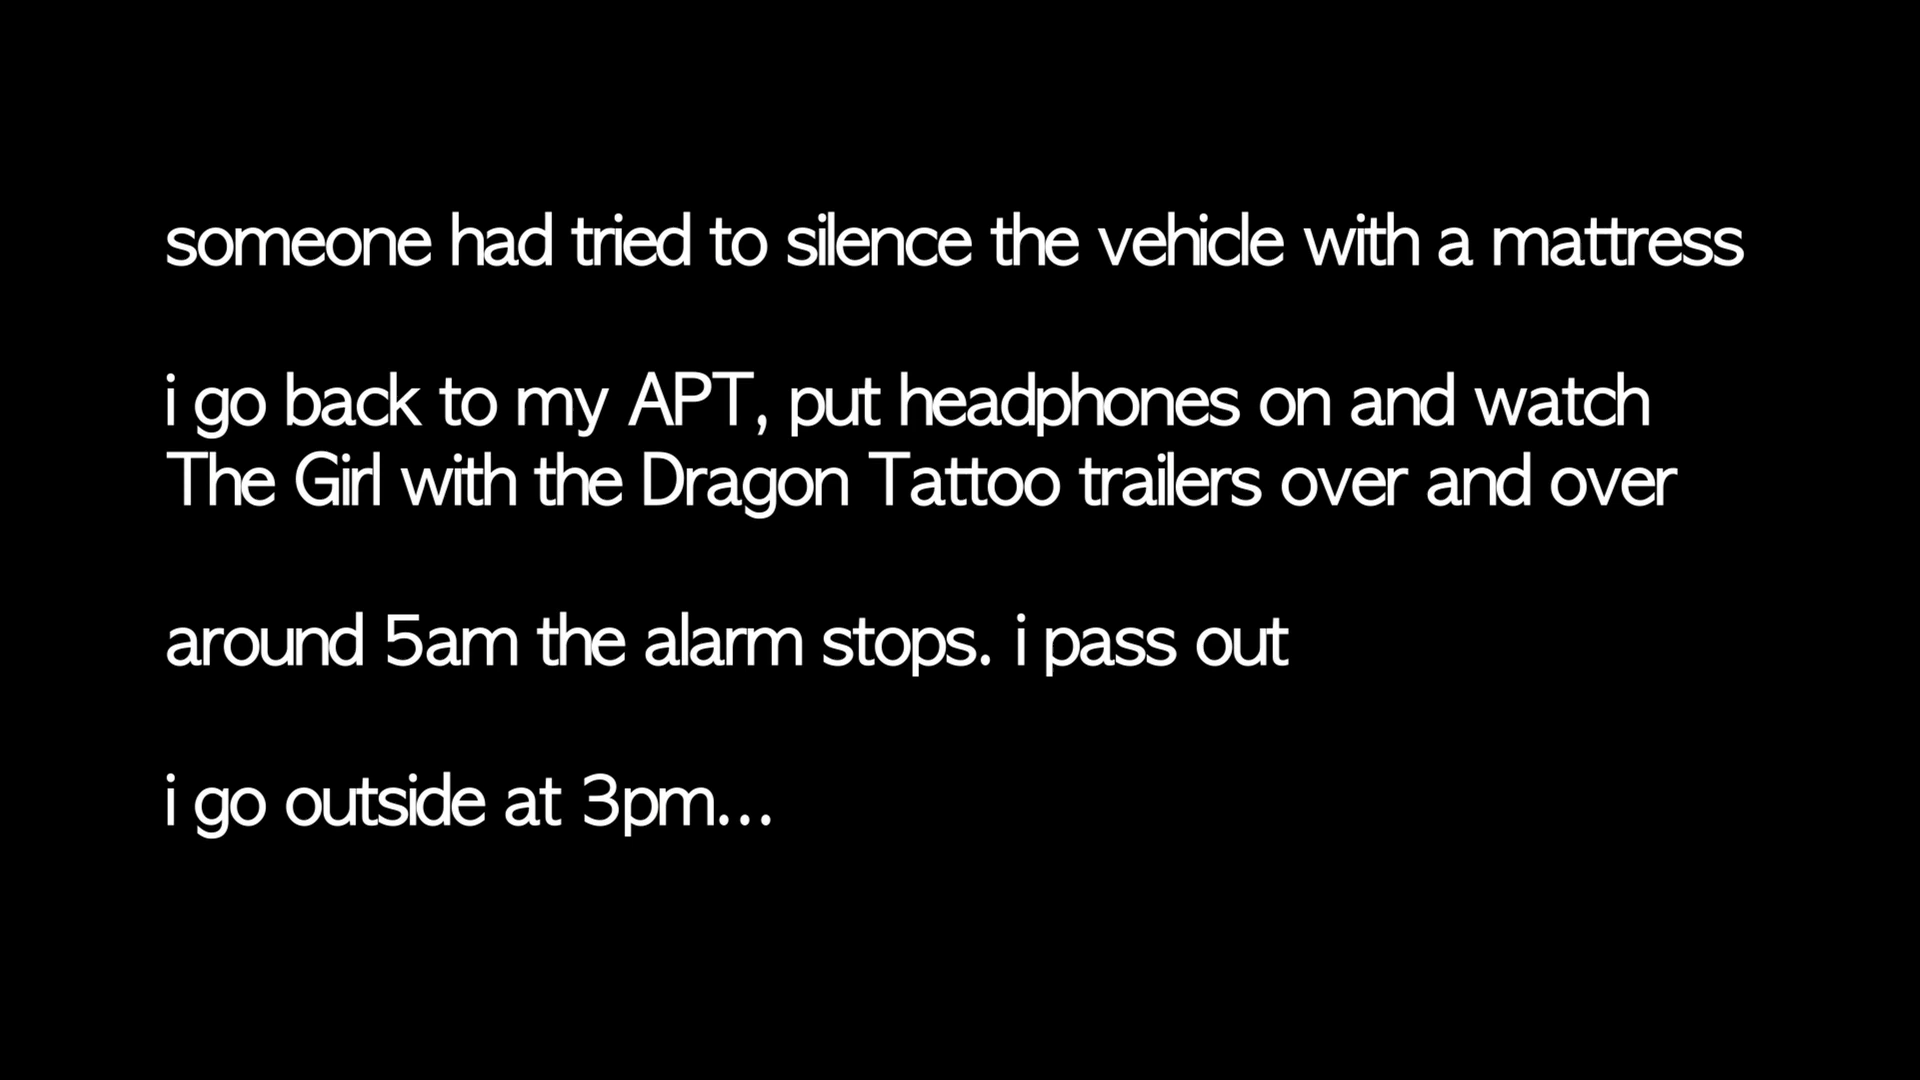 someone had tried to silence the vehicle with a mattress
i go back to my APT, put headphones on and watch
The Girl with the Dragon Tattoo trailers over and over
around 5am the alarm stops. i pass out
i go outside at 3pm...